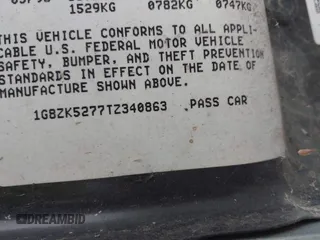 1529KG 0782KG 0747KG
THIS VEHICLE CONFORMS TO ALL APPLI-
CABLE U.S. FEDERAL MOTOR VEHICLE
SAFETY, BUMPER, AND THEFT PREVENTION
STANDARDS IN EFFECT ON THE DATE OF
MANUFACTURE SHOWN ABOVE.
1G8ZK5277TZ340863 PASS CAR
DREAMBID